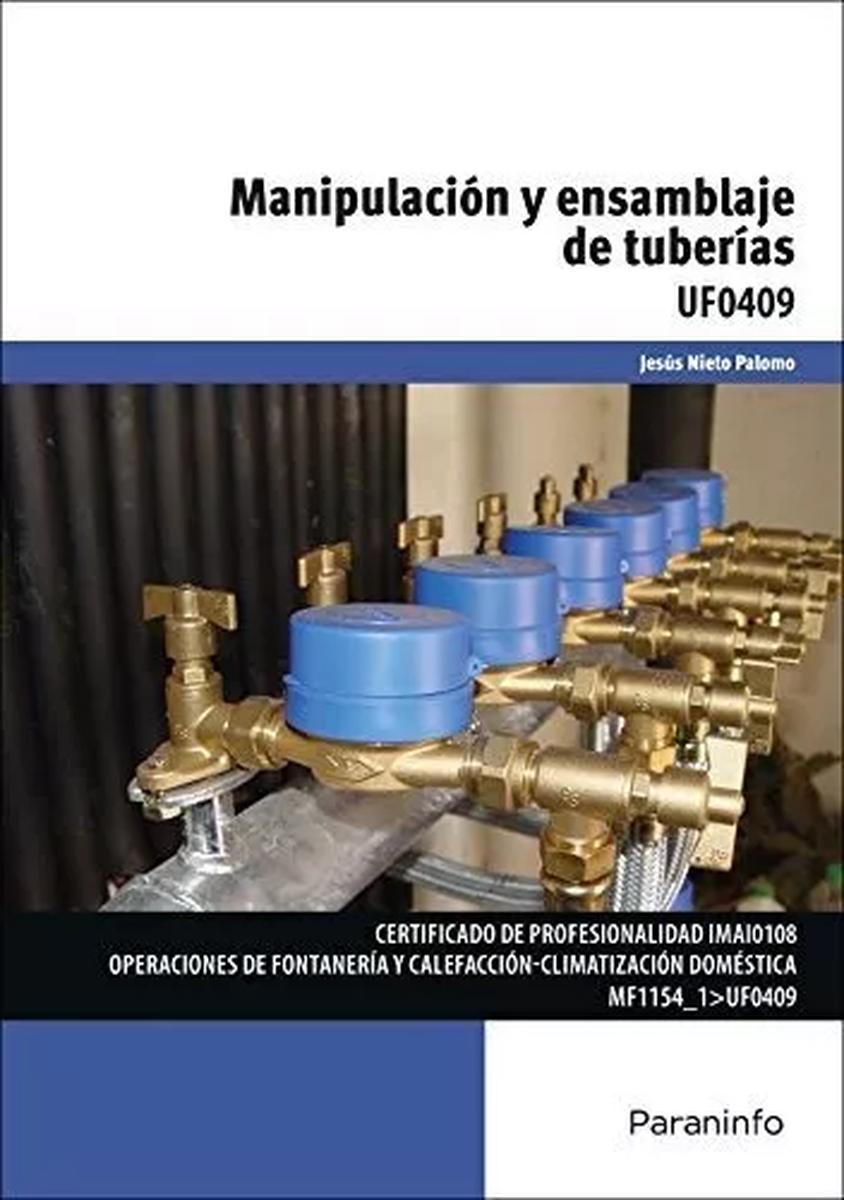 Manipulación y ensamblaje
de tuberías
UF0409
Jesús Nieto Palomo
CERTIFICADO DE PROFESIONALIDAD IMAI0108
OPERACIONES DE FONTANERÍA Y CALEFACCIÓN-CLIMATIZACIÓN DOMÉSTICA
MF1154_1>UF0409
Paraninfo